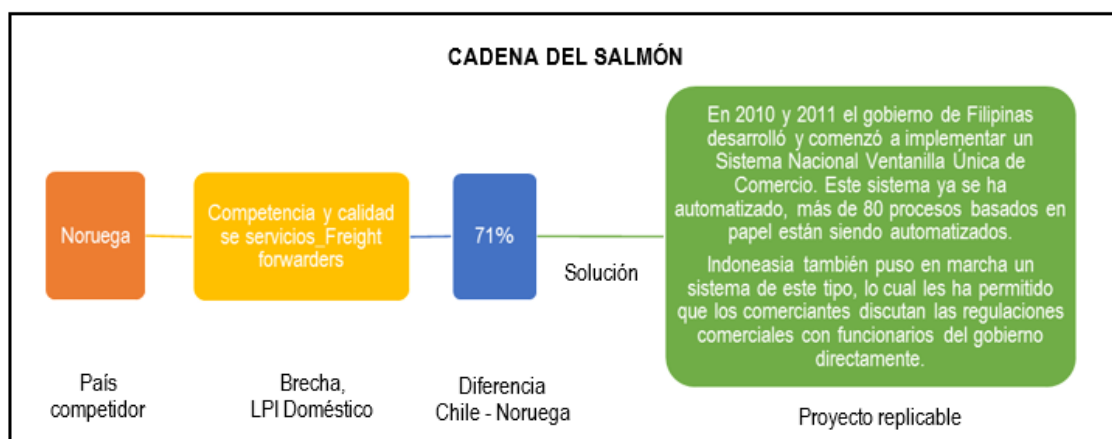 CADENA DEL SALMÓN
Noruega
Competencia y calidad
se servicios_Freight
forwarders
71%
Solución
En 2010 y 2011 el gobierno de Filipinas
desarrolló y comenzó a implementar un
Sistema Nacional Ventanilla Única de
Comercio. Este sistema ya se ha
automatizado, más de 80 procesos basados en
papel están siendo automatizados.
Indoneasia también puso en marcha un
sistema de este tipo, lo cual les ha permitido
que los comerciantes discutan las regulaciones
comerciales con funcionarios del gobierno
directamente.
País
competidor
Brecha,
LPI Doméstico
Diferencia
Chile - Noruega
Proyecto replicable